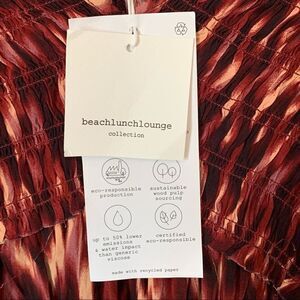 beachlunchlounge
collection
eco-responsible
production
sustainable
wood pulp
sourcing
up to 50% lower
emissions
& water impact
than generic
viscose
certified
eco-responsible
made with recycled paper